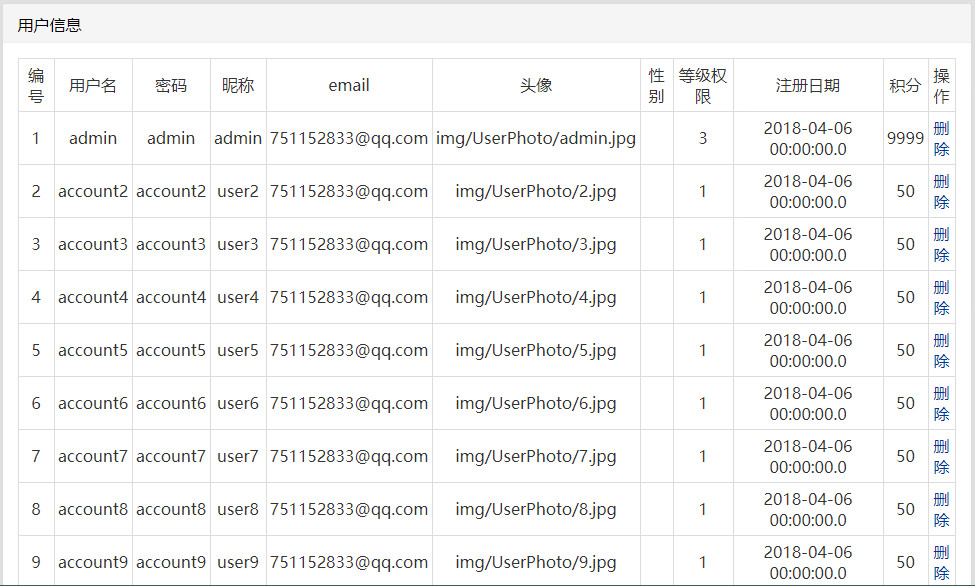 用户信息
编号 用户名 密码 昵称 email 头像 性别 等级权限 注册日期 积分 操作
1 admin admin admin 751152833@qq.com img/UserPhoto/admin.jpg 3 2018-04-06 00:00:00.0 9999 删除
2 account2 account2 user2 751152833@qq.com img/UserPhoto/2.jpg 1 2018-04-06 00:00:00.0 50 删除
3 account3 account3 user3 751152833@qq.com img/UserPhoto/3.jpg 1 2018-04-06 00:00:00.0 50 删除
4 account4 account4 user4 751152833@qq.com img/UserPhoto/4.jpg 1 2018-04-06 00:00:00.0 50 删除
5 account5 account5 user5 751152833@qq.com img/UserPhoto/5.jpg 1 2018-04-06 00:00:00.0 50 删除
6 account6 account6 user6 751152833@qq.com img/UserPhoto/6.jpg 1 2018-04-06 00:00:00.0 50 删除
7 account7 account7 user7 751152833@qq.com img/UserPhoto/7.jpg 1 2018-04-06 00:00:00.0 50 删除
8 account8 account8 user8 751152833@qq.com img/UserPhoto/8.jpg 1 2018-04-06 00:00:00.0 50 删除
9 account9 account9 user9 751152833@qq.com img/UserPhoto/9.jpg 1 2018-04-06 00:00:00.0 50 删除